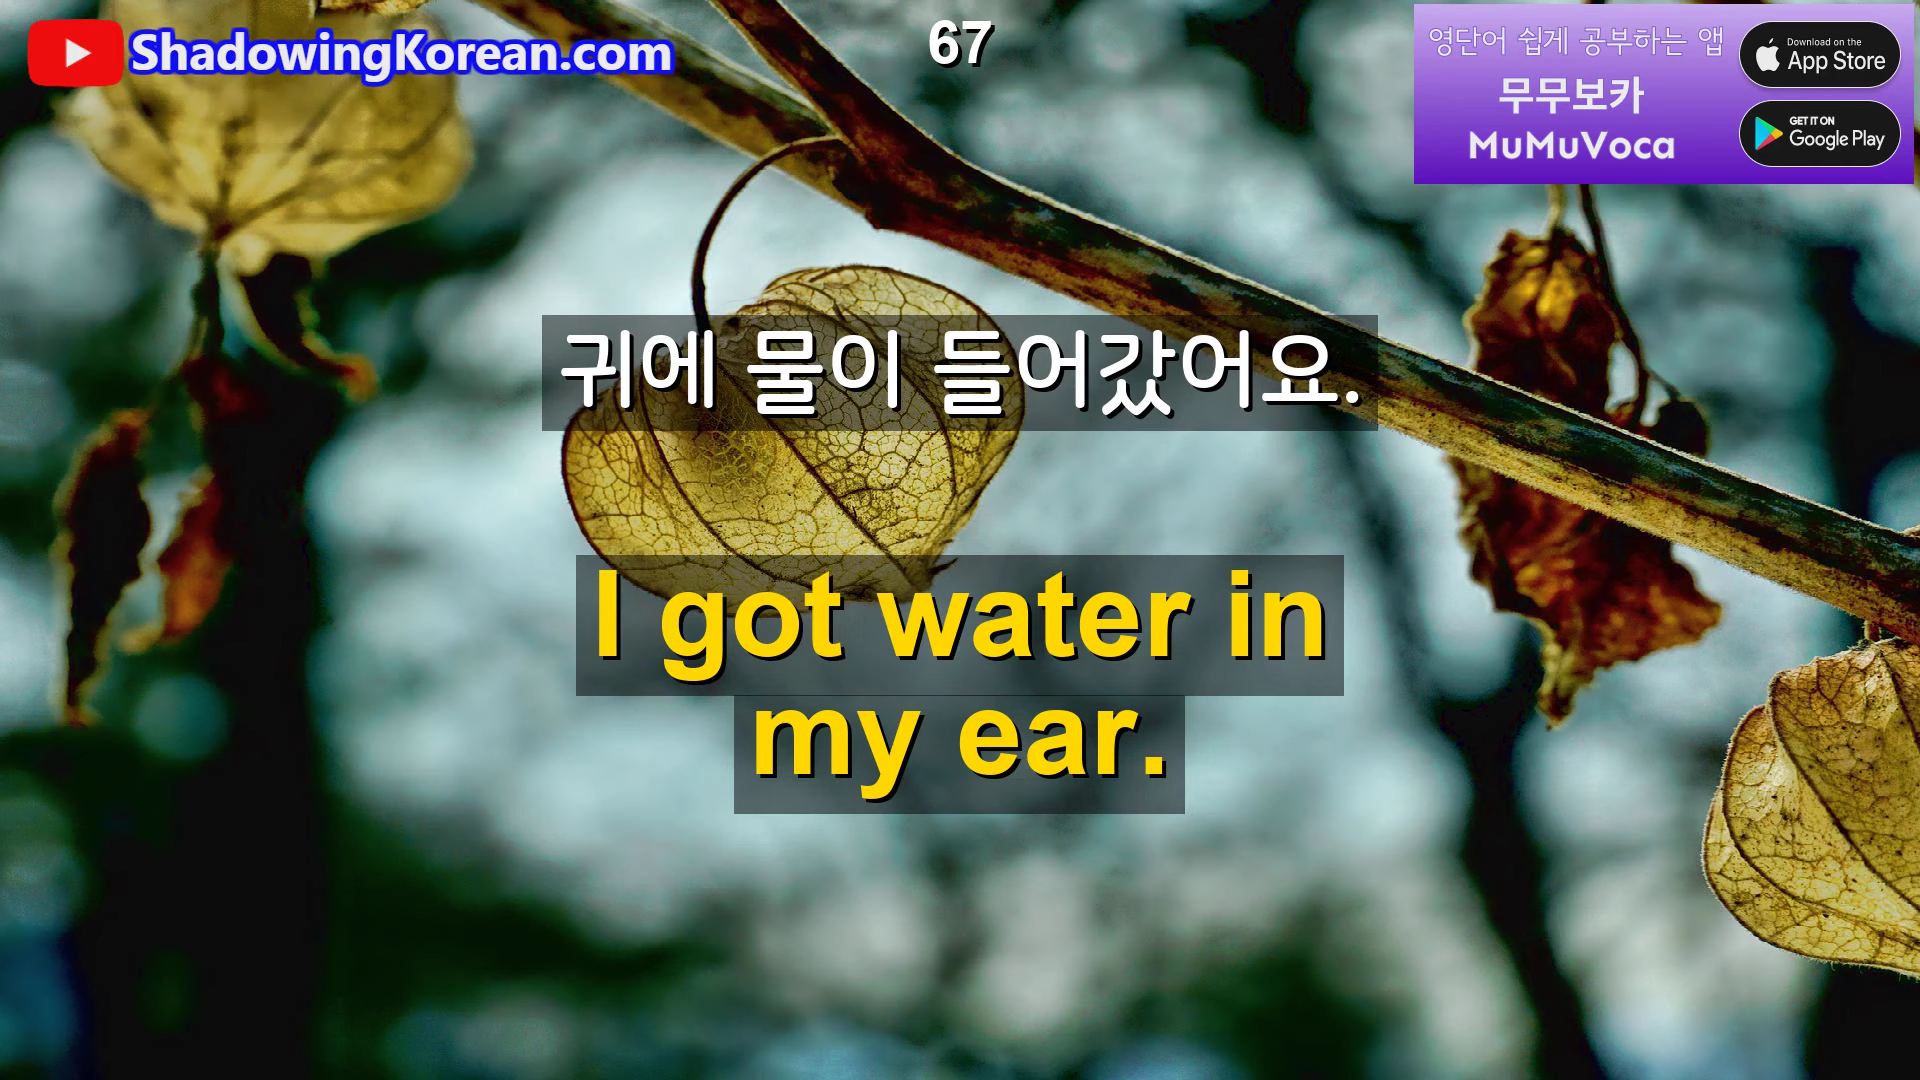 ShadowingKorean.com
67
영단어 쉽게 공부하는 앱
무무보카
MuMuVoca
Download on the
App Store
GET IT ON
Google Play
귀에 물이 들어갔어요.
I got water in
my ear.